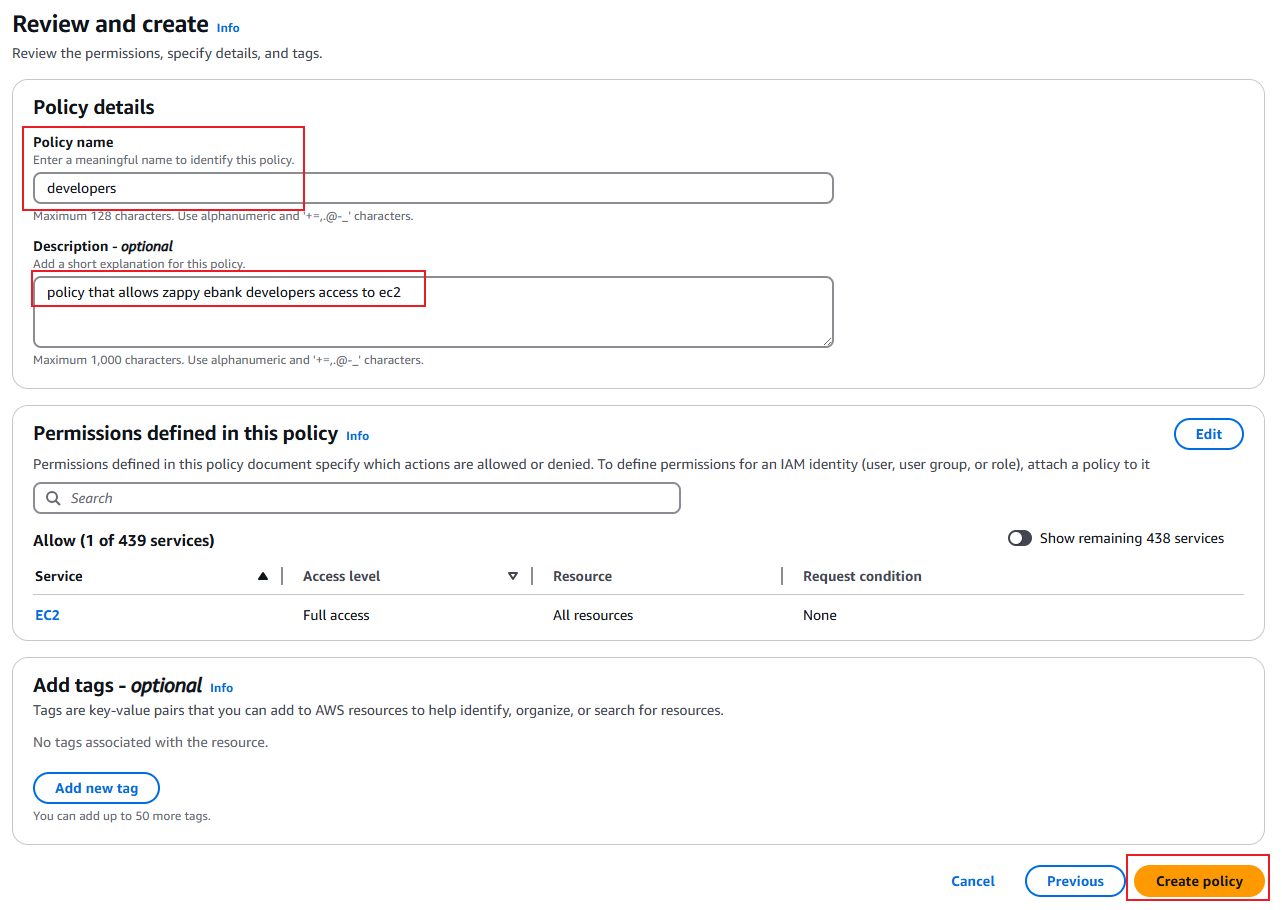 Review and create Info
Review the permissions, specify details, and tags.
Policy details
Policy name
Enter a meaningful name to identify this policy.
developers
Maximum 128 characters. Use alphanumeric and '+=,.@-_' characters.
Description - optional
Add a short explanation for this policy.
policy that allows zappy ebank developers access to ec2
Maximum 1,000 characters. Use alphanumeric and '+=,.@-_' characters.
Permissions defined in this policy Info
Edit
Permissions defined in this policy document specify which actions are allowed or denied. To define permissions for an IAM identity (user, user group, or role), attach a policy to it
Search
Allow (1 of 439 services)
Show remaining 438 services
Service Access level Resource Request condition
EC2 Full access All resources None
Add tags - optional Info
Tags are key-value pairs that you can add to AWS resources to help identify, organize, or search for resources.
No tags associated with the resource.
Add new tag
You can add up to 50 more tags.
Cancel Previous Create policy